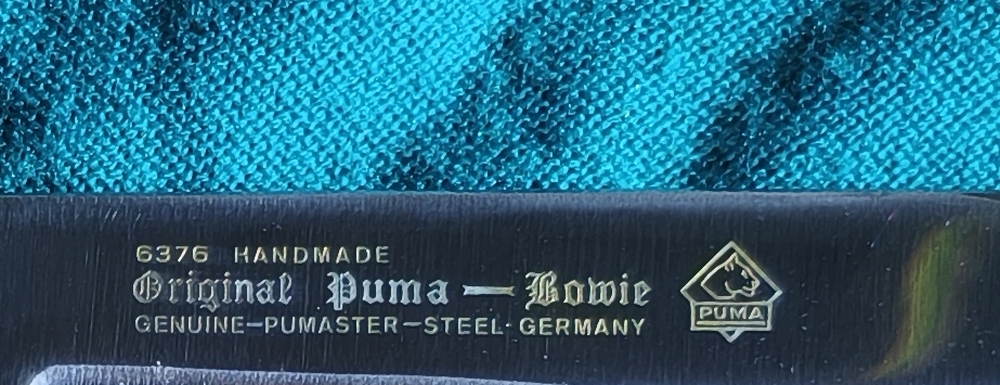 6376 HANDMADE
Original Puma — Bowie
GENUINE-PUMASTER-STEEL·GERMANY
PUMA